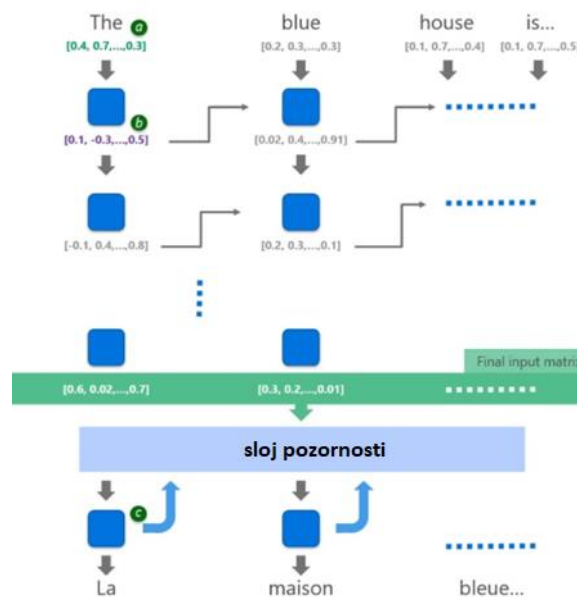 The a blue house is...
[0.4, 0.7,...,0.3] [0.2, 0.3,...,0.3] [0.1, 0.7,...,0.4] [0.1, 0.7,...,0.5]
b
[0.1, -0.3,...,0.5] [0.02, 0.4,...,0.91]
[-0.1, 0.4,...,0.8] [0.2, 0.3,...,0.1]
Final input matrix
[0.6, 0.02,...,0.7] [0.3, 0.2,...,0.01]
sloj pozornosti
c
La maison bleue...